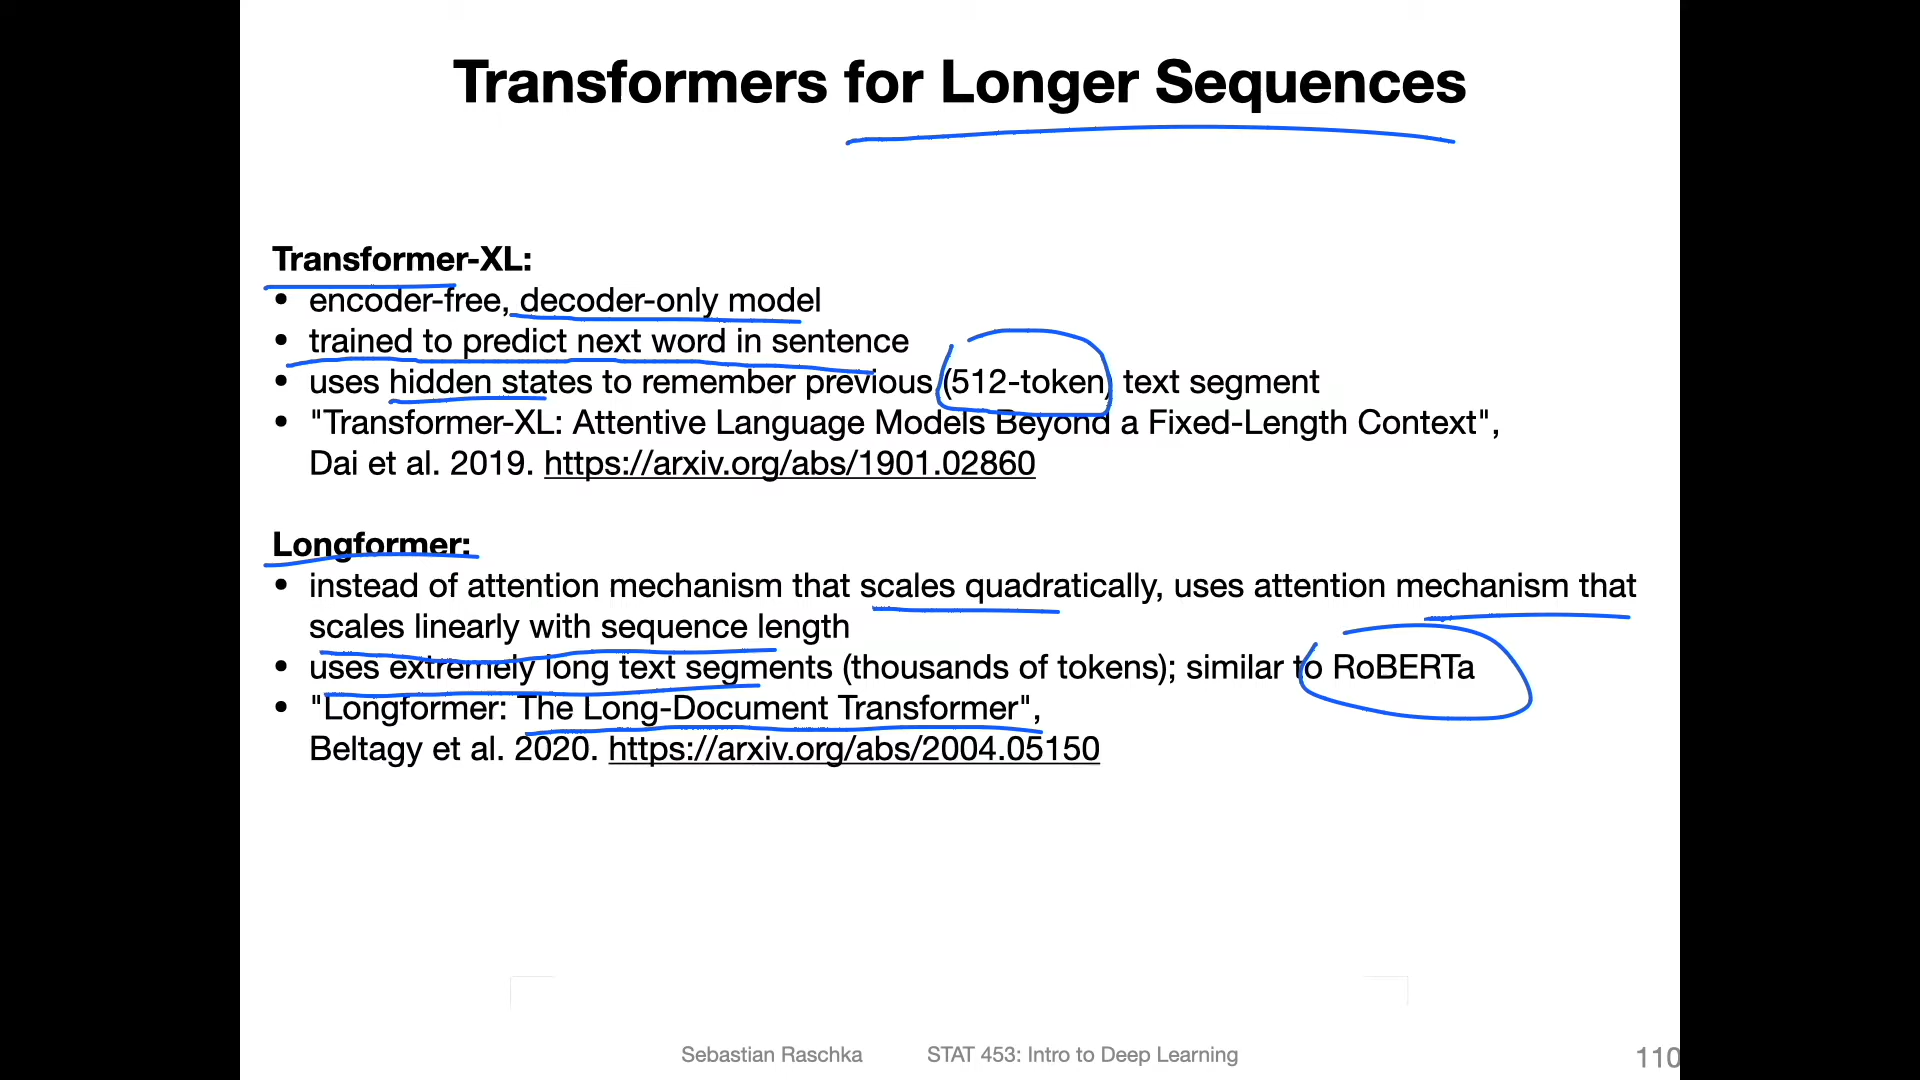 Transformers for Longer Sequences
Transformer-XL:
• encoder-free, decoder-only model
• trained to predict next word in sentence
• uses hidden states to remember previous (512-token) text segment
• "Transformer-XL: Attentive Language Models Beyond a Fixed-Length Context",
Dai et al. 2019. https://arxiv.org/abs/1901.02860
Longformer:
• instead of attention mechanism that scales quadratically, uses attention mechanism that
scales linearly with sequence length
• uses extremely long text segments (thousands of tokens); similar to RoBERTa
• "Longformer: The Long-Document Transformer",
Beltagy et al. 2020. https://arxiv.org/abs/2004.05150
Sebastian Raschka STAT 453: Intro to Deep Learning 110